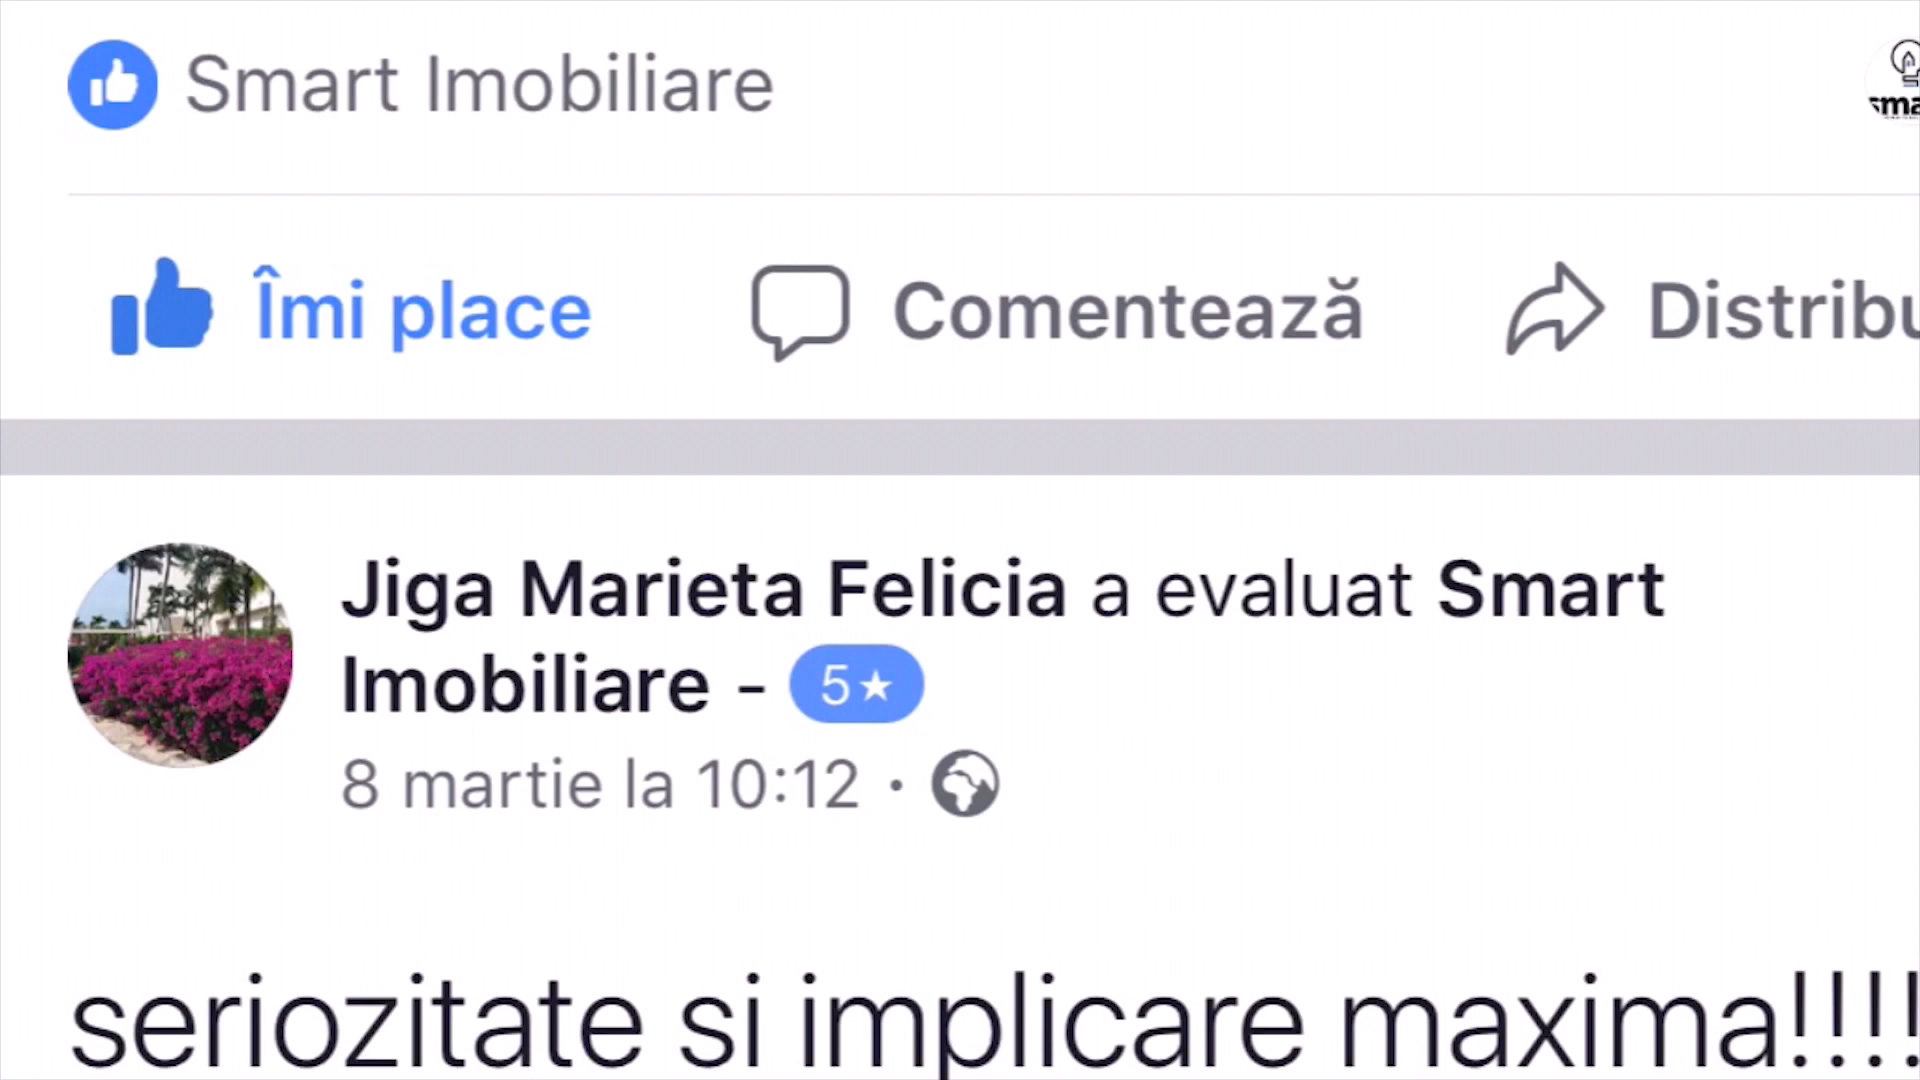 Smart Imobiliare
Îmi place Comentează Distribu
Jiga Marieta Felicia a evaluat Smart
Imobiliare - 5★
8 martie la 10:12 ·
seriozitate si implicare maxima!!!!